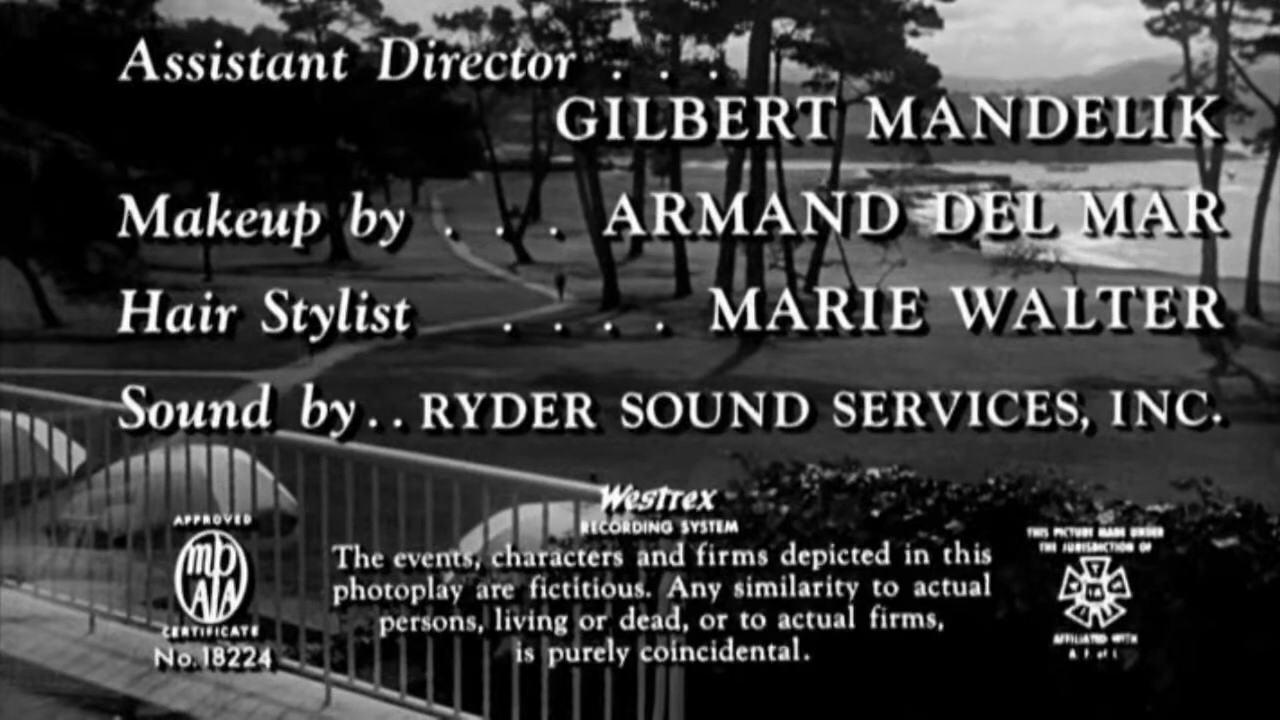 Assistant Director . . .
GILBERT MANDELIK
Makeup by . . . ARMAND DEL MAR
Hair Stylist . . . . MARIE WALTER
Sound by . . RYDER SOUND SERVICES, INC.
Westrex
RECORDING SYSTEM
APPROVED
mp
AA
CERTIFICATE
No. 18224
The events, characters and firms depicted in this
photoplay are fictitious. Any similarity to actual
persons, living or dead, or to actual firms,
is purely coincidental.
THIS PICTURE MADE UNDER
THE JURISDICTION OF
AFFILIATED WITH
A. F. of L.